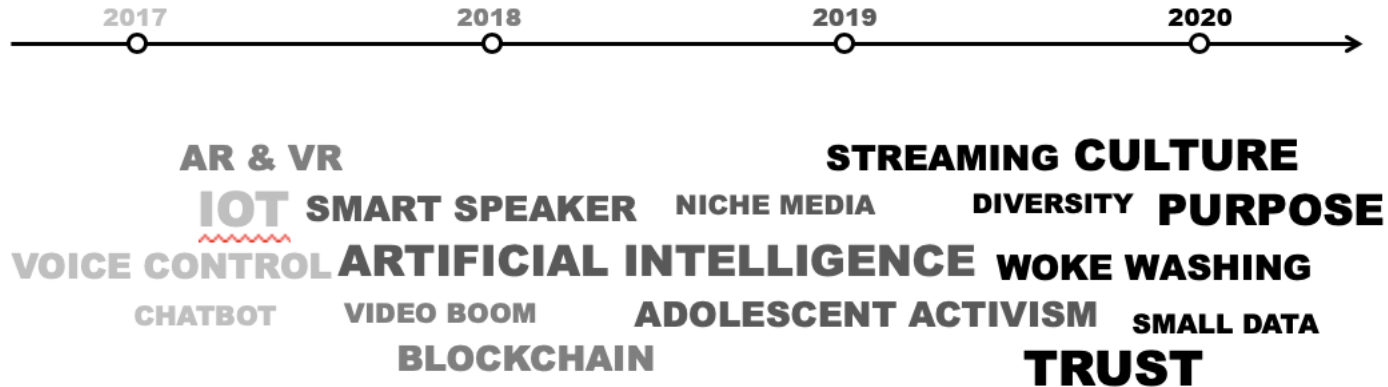 2017 2018 2019 2020
AR & VR STREAMING CULTURE
IOT SMART SPEAKER NICHE MEDIA DIVERSITY PURPOSE
VOICE CONTROL ARTIFICIAL INTELLIGENCE WOKE WASHING
CHATBOT VIDEO BOOM ADOLESCENT ACTIVISM SMALL DATA
BLOCKCHAIN TRUST